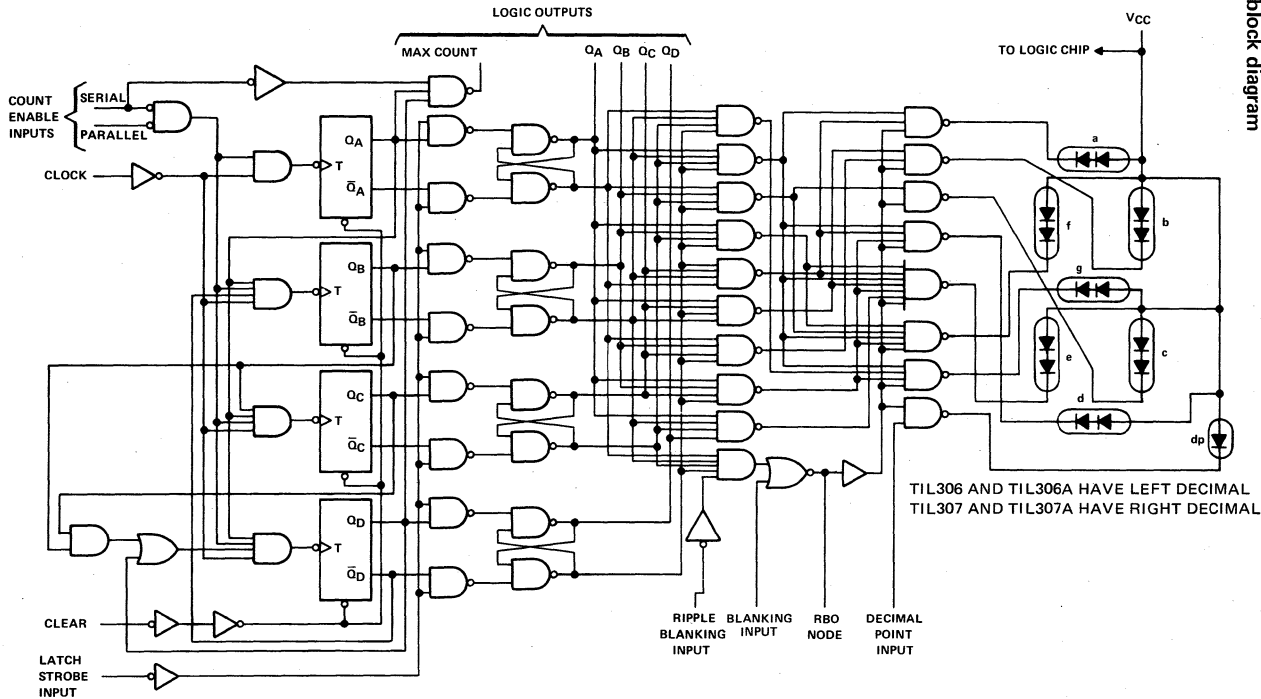 block diagram
LOGIC OUTPUTS
MAX COUNT
QA QB QC QD
VCC
TO LOGIC CHIP
COUNT
ENABLE
INPUTS
SERIAL
PARALLEL
CLOCK
QA
T
Q̅A
QB
T
Q̅B
QC
T
Q̅C
QD
T
Q̅D
a
f
b
g
e
c
d
dp
TIL306 AND TIL306A HAVE LEFT DECIMAL
TIL307 AND TIL307A HAVE RIGHT DECIMAL
CLEAR
LATCH
STROBE
INPUT
RIPPLE
BLANKING
INPUT
BLANKING
INPUT
RBO
NODE
DECIMAL
POINT
INPUT